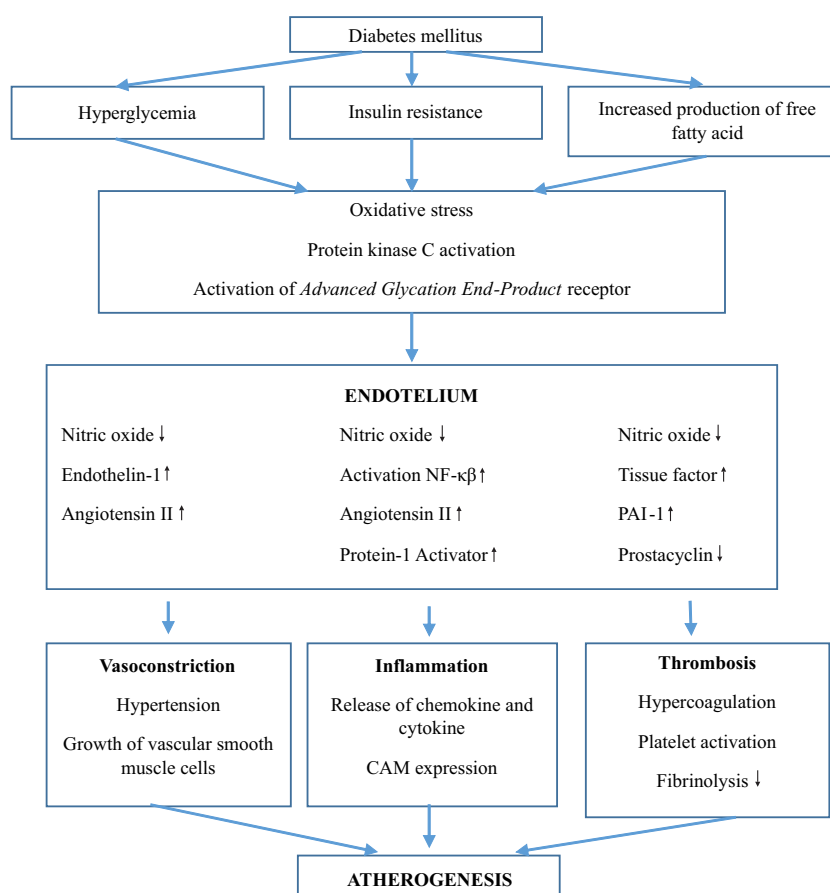 Diabetes mellitus
Hyperglycemia
Insulin resistance
Increased production of free
fatty acid
Oxidative stress
Protein kinase C activation
Activation of Advanced Glycation End-Product receptor
ENDOTELIUM
Nitric oxide ↓
Endothelin-1 ↑
Angiotensin II ↑
Nitric oxide ↓
Activation NF-κβ ↑
Angiotensin II ↑
Protein-1 Activator ↑
Nitric oxide ↓
Tissue factor ↑
PAI-1 ↑
Prostacyclin ↓
Vasoconstriction
Hypertension
Growth of vascular smooth
muscle cells
Inflammation
Release of chemokine and
cytokine
CAM expression
Thrombosis
Hypercoagulation
Platelet activation
Fibrinolysis ↓
ATHEROGENESIS